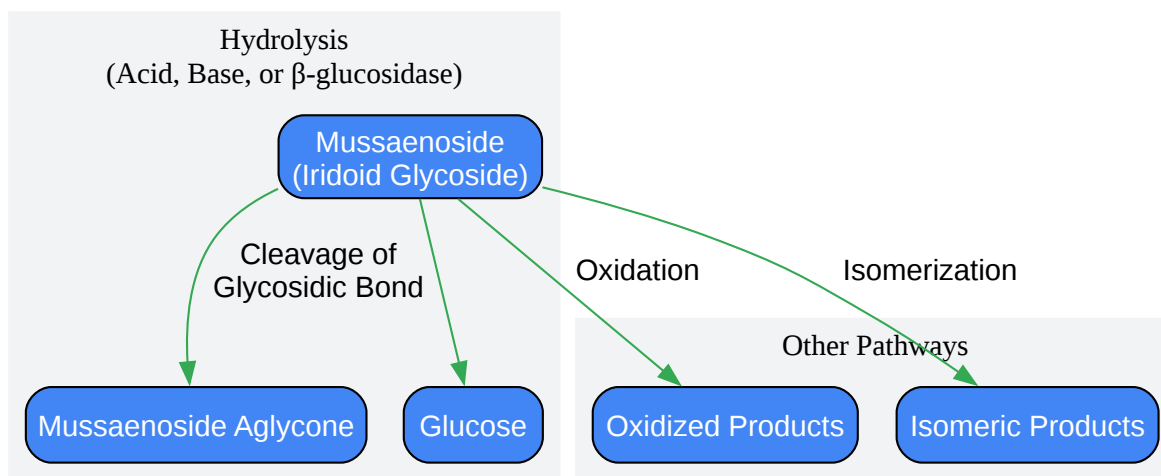 Hydrolysis
(Acid, Base, or β-glucosidase)
Mussaenoside
(Iridoid Glycoside)
Cleavage of
Glycosidic Bond
Oxidation
Isomerization
Other Pathways
Mussaenoside Aglycone
Glucose
Oxidized Products
Isomeric Products